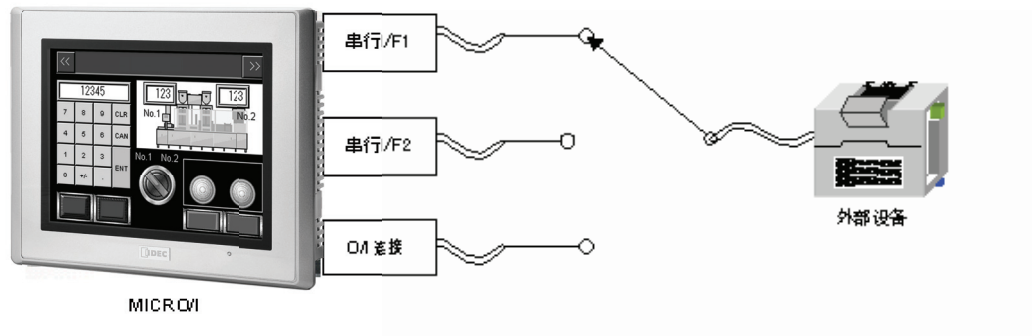 串行/F1
<<
>>
12345
123
123
No.1
No.2
7 8 9 CLR
4 5 6 CAN
1 2 3 ENT
0 +/- .
No.1 No.2
串行/F2
O/I 连接
IDEC
外部设备
MICRO/I